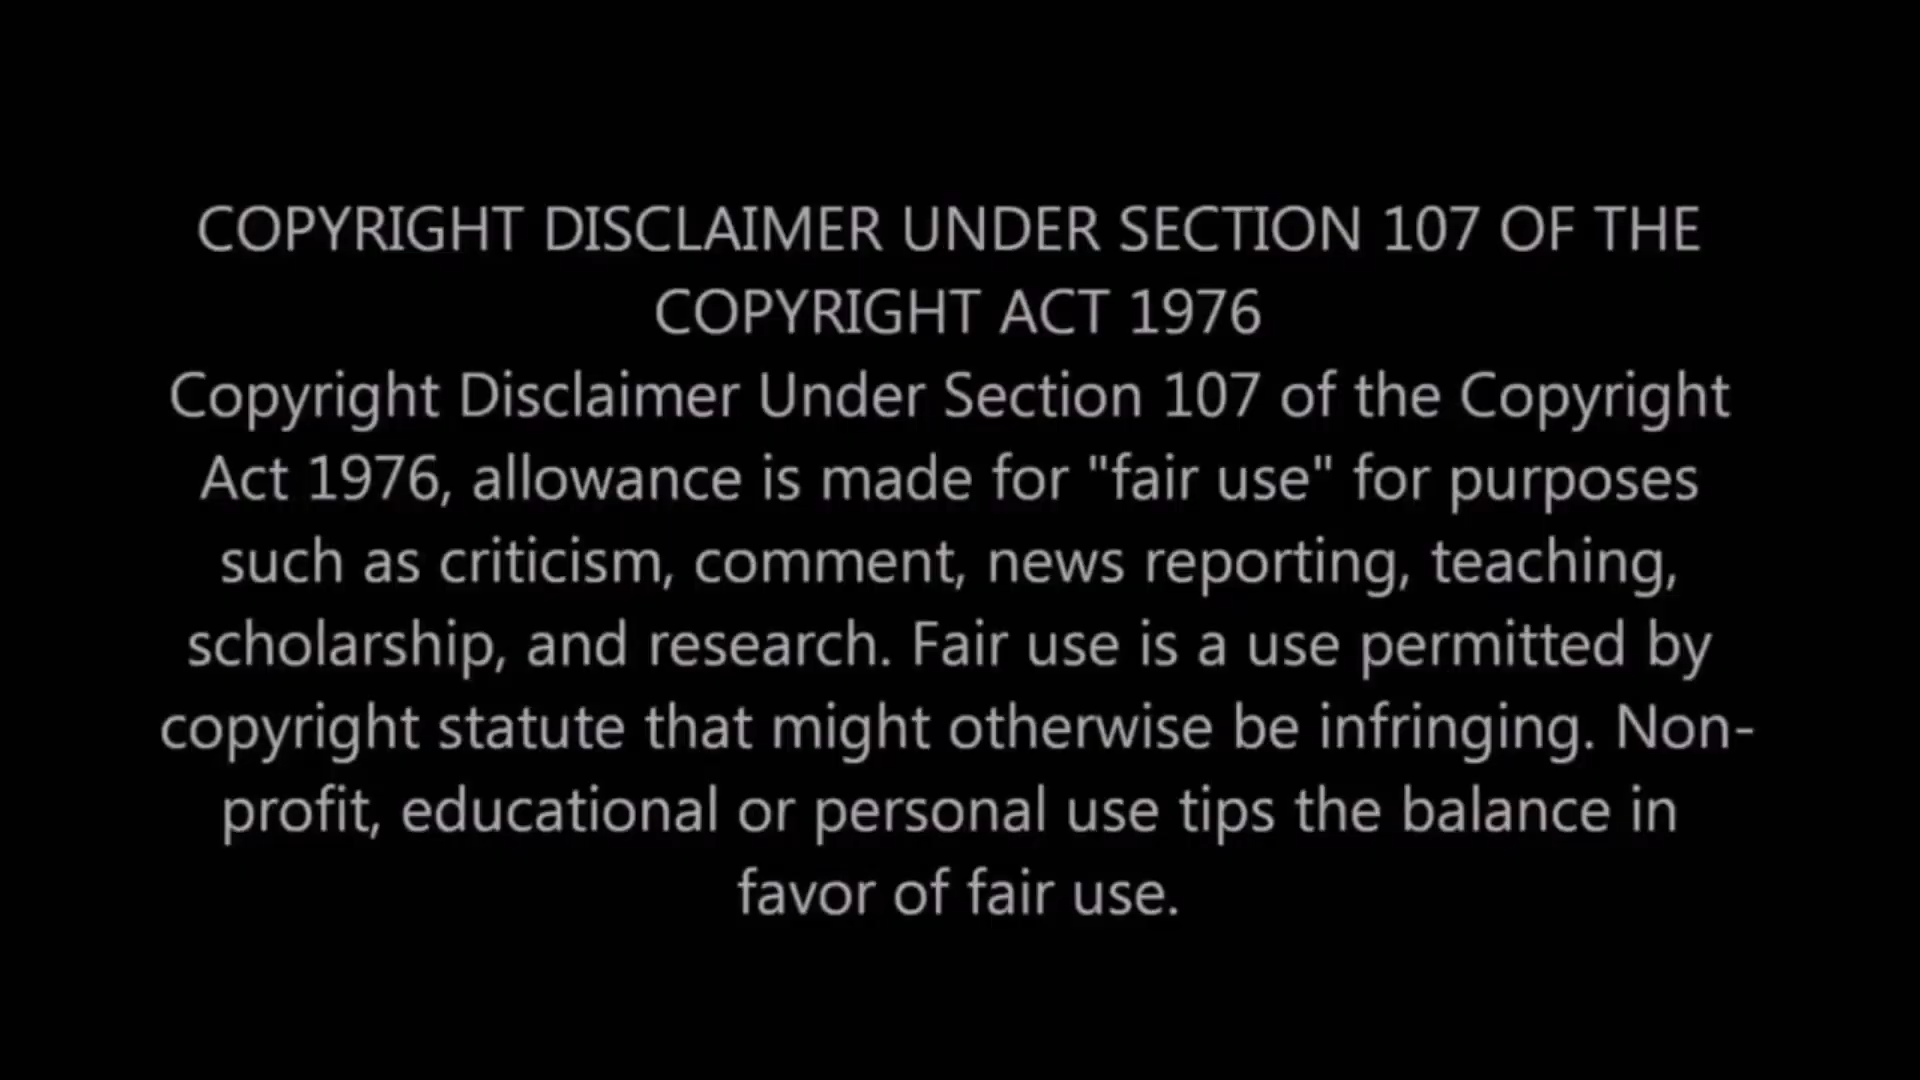 COPYRIGHT DISCLAIMER UNDER SECTION 107 OF THE
COPYRIGHT ACT 1976
Copyright Disclaimer Under Section 107 of the Copyright
Act 1976, allowance is made for "fair use" for purposes
such as criticism, comment, news reporting, teaching,
scholarship, and research. Fair use is a use permitted by
copyright statute that might otherwise be infringing. Non-
profit, educational or personal use tips the balance in
favor of fair use.